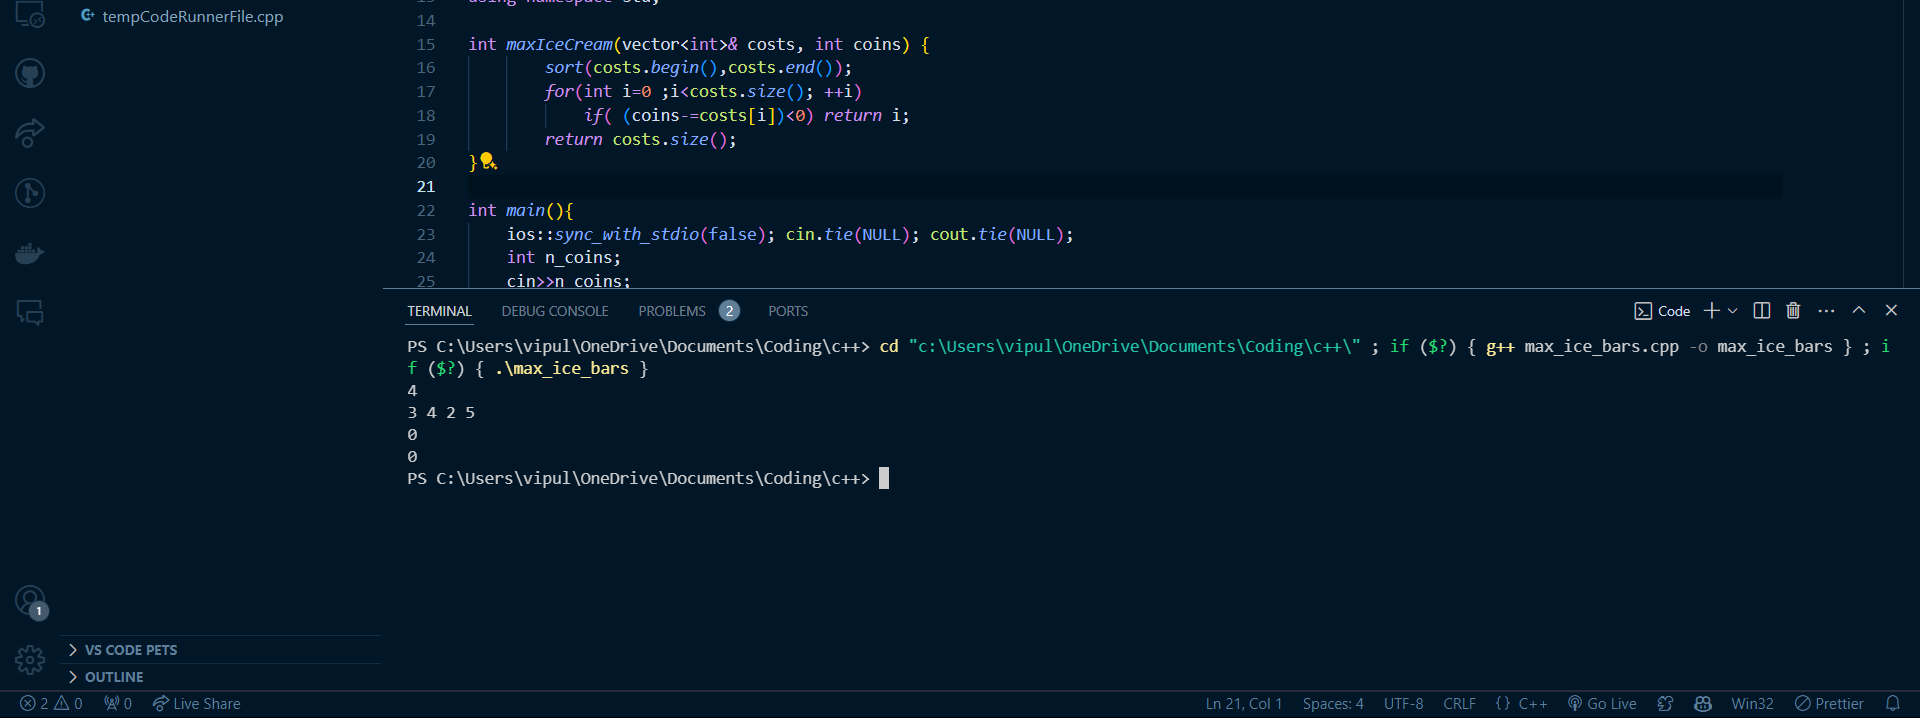 tempCodeRunnerFile.cpp
14
15 int maxIceCream(vector<int>& costs, int coins) {
16 sort(costs.begin(),costs.end());
17 for(int i=0 ;i<costs.size(); ++i)
18 if( (coins-=costs[i])<0) return i;
19 return costs.size();
20 }
21
22 int main(){
23 ios::sync_with_stdio(false); cin.tie(NULL); cout.tie(NULL);
24 int n_coins;
25 cin>>n_coins;
TERMINAL DEBUG CONSOLE PROBLEMS 2 PORTS Code
PS C:\Users\vipul\OneDrive\Documents\Coding\c++> cd "c:\Users\vipul\OneDrive\Documents\Coding\c++\" ; if ($?) { g++ max_ice_bars.cpp -o max_ice_bars } ; i
f ($?) { .\max_ice_bars }
4
3 4 2 5
0
0
PS C:\Users\vipul\OneDrive\Documents\Coding\c++>
1
VS CODE PETS
OUTLINE
2 0 0 Live Share Ln 21, Col 1 Spaces: 4 UTF-8 CRLF {} C++ Go Live Win32 Prettier